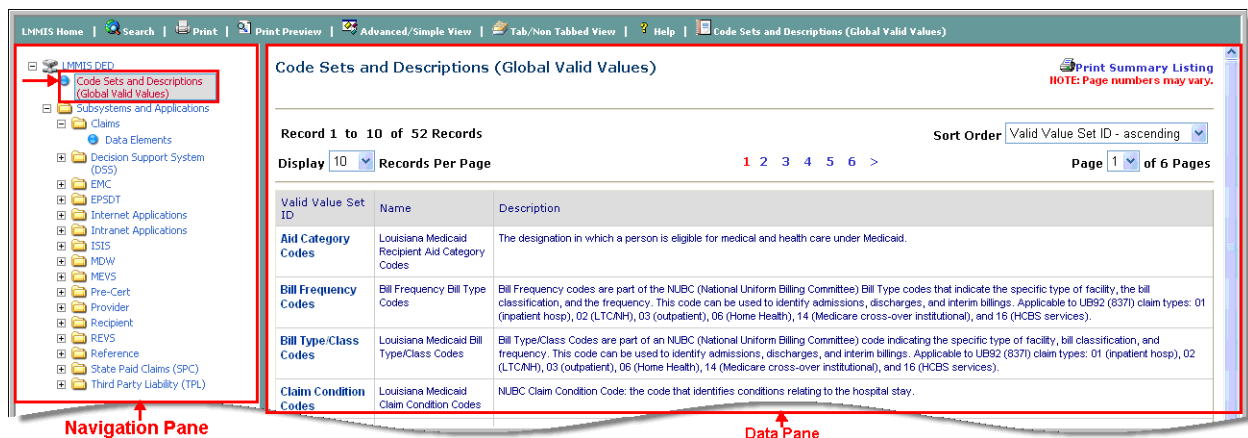 LMMIS Home | Search | Print | Print Preview | Advanced/Simple View | Tab/Non Tabbed View | Help | Code Sets and Descriptions (Global Valid Values)
LMMIS DED
Code Sets and Descriptions
(Global Valid Values)
Subsystems and Applications
Claims
Data Elements
Decision Support System
(DSS)
EMC
EPSDT
Internet Applications
Intranet Applications
ISIS
MDW
MEVS
Pre-Cert
Provider
Recipient
REVS
Reference
State Paid Claims (SPC)
Third Party Liability (TPL)
Navigation Pane
Code Sets and Descriptions (Global Valid Values)
Print Summary Listing
NOTE: Page numbers may vary.
Record 1 to 10 of 52 Records
Sort Order Valid Value Set ID - ascending
Display 10 Records Per Page
1 2 3 4 5 6 >
Page 1 of 6 Pages
Valid Value Set
ID
Name
Description
Aid Category
Codes
Louisiana Medicaid
Recipient Aid Category
Codes
The designation in which a person is eligible for medical and health care under Medicaid.
Bill Frequency
Codes
Bill Frequency Bill Type
Codes
Bill Frequency codes are part of the NUBC (National Uniform Billing Committee) Bill Type codes that indicate the specific type of facility, the bill
classification, and the frequency. This code can be used to identify admissions, discharges, and interim billings. Applicable to UB92 (837I) claim types: 01
(inpatient hosp), 02 (LTC/NH), 03 (outpatient), 06 (Home Health), 14 (Medicare cross-over institutional), and 16 (HCBS services).
Bill Type/Class
Codes
Louisiana Medicaid Bill
Type/Class Codes
Bill Type/Class Codes are part of an NUBC (National Uniform Billing Committee) code indicating the specific type of facility, bill classification, and
frequency. This code can be used to identify admissions, discharges, and interim billings. Applicable to UB92 (837I) claim types: 01 (inpatient hosp), 02
(LTC/NH), 03 (outpatient), 06 (Home Health), 14 (Medicare cross-over institutional), and 16 (HCBS services).
Claim Condition
Codes
Louisiana Medicaid
Claim Condition Codes
NUBC Claim Condition Code: the code that identifies conditions relating to the hospital stay.
Data Pane